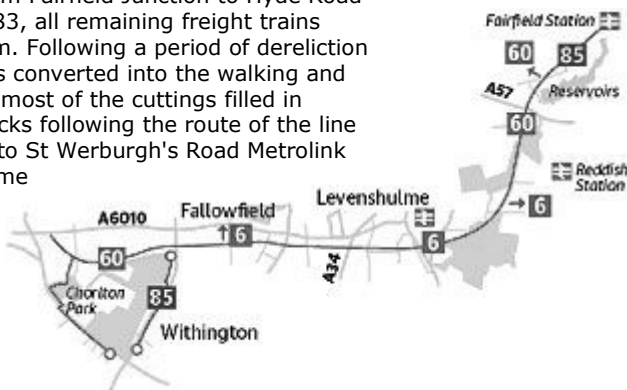 m Fairfield Junction to Hyde Road
33, all remaining freight trains
m. Following a period of dereliction
s converted into the walking and
most of the cuttings filled in
cks following the route of the line
to St Werburgh's Road Metrolink
me
Fairfield Station
60
85
Reservoirs
A57
60
Reddish
Station
6
Levenshulme
Fallowfield
A6010
6
6
A34
60
Chorlton
Park
85
Withington